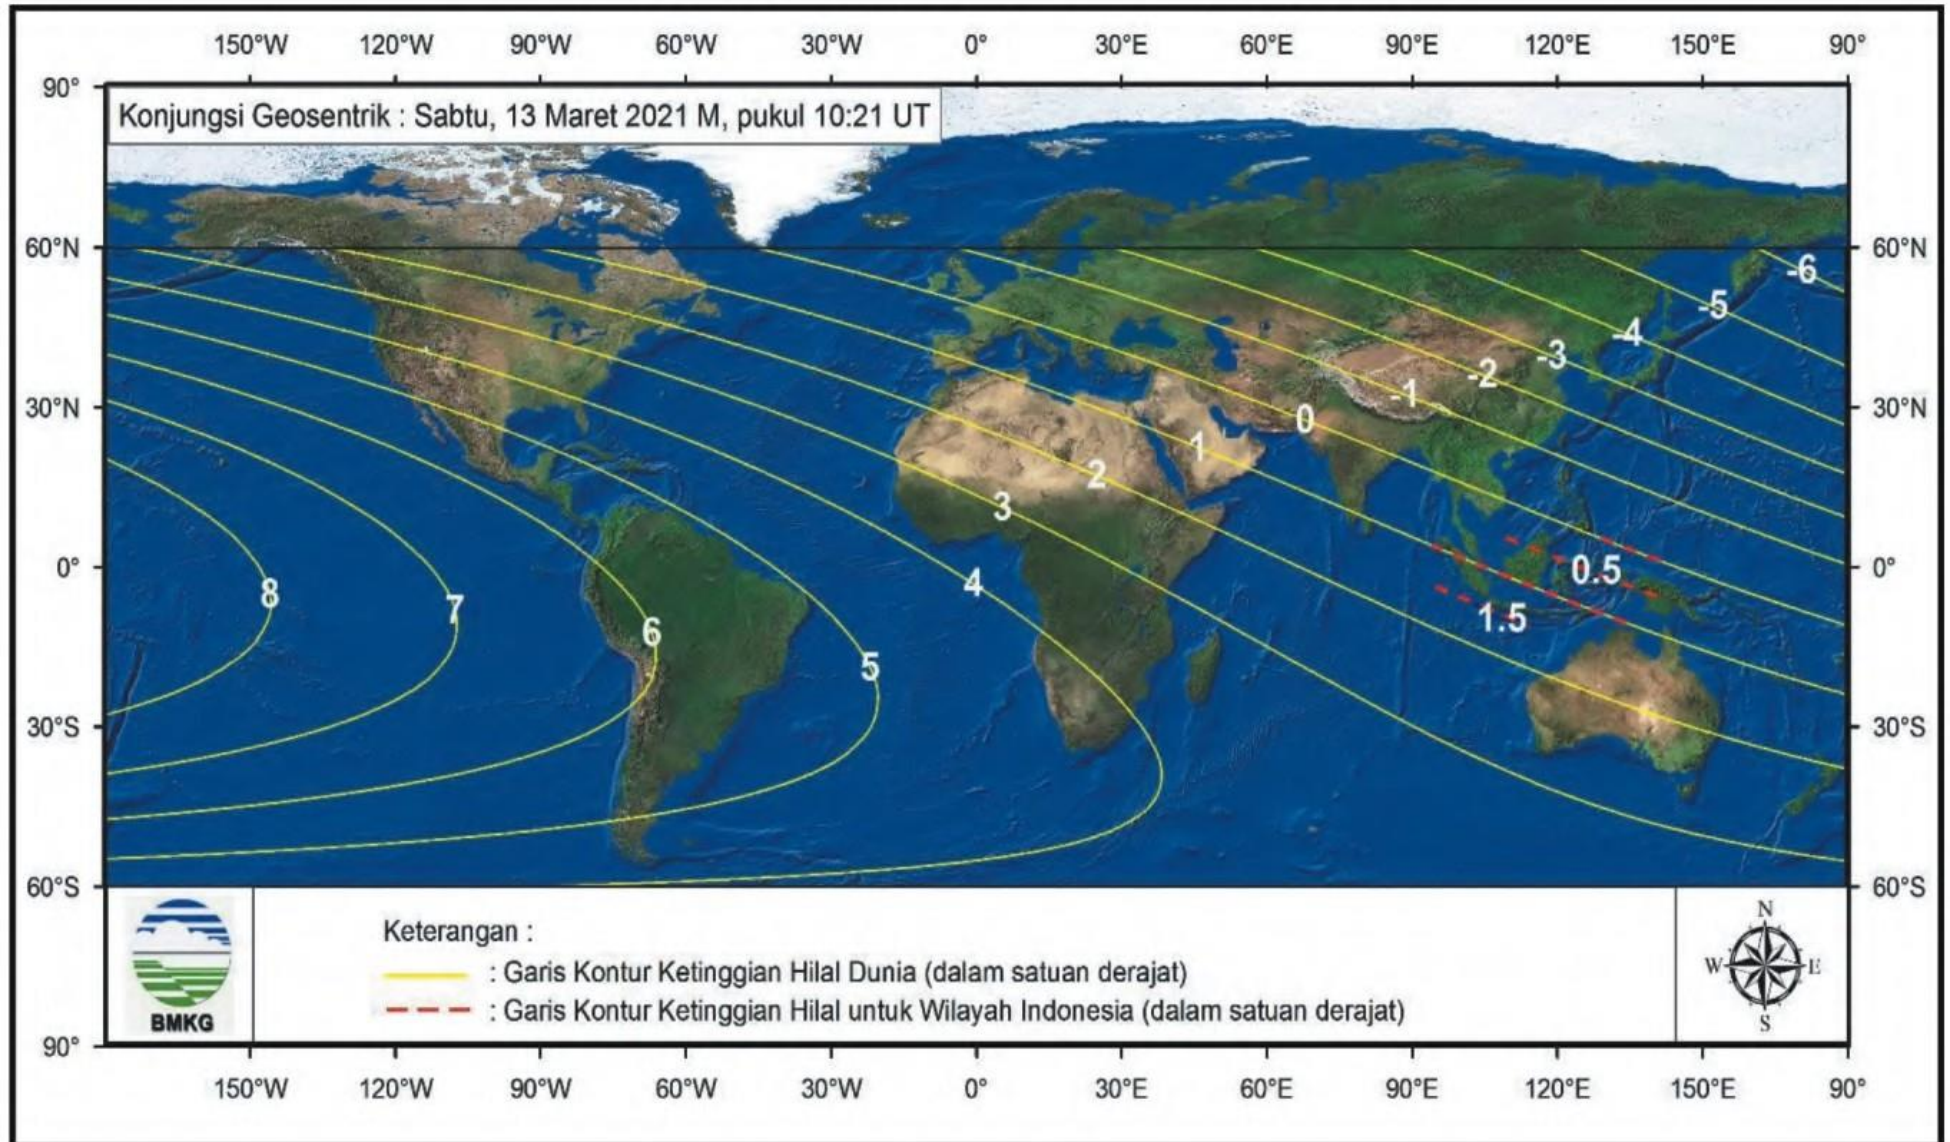 150°W 120°W 90°W 60°W 30°W 0° 30°E 60°E 90°E 120°E 150°E 90°
90°
Konjungsi Geosentrik : Sabtu, 13 Maret 2021 M, pukul 10:21 UT
60°N 60°N
-6
-5
-4
-3
-2
-1
30°N 30°N
0
1
2
3
4
0° 0°
0.5
8
7
1.5
6
5
30°S 30°S
60°S 60°S
Keterangan :
: Garis Kontur Ketinggian Hilal Dunia (dalam satuan derajat)
: Garis Kontur Ketinggian Hilal untuk Wilayah Indonesia (dalam satuan derajat)
BMKG
N
W E
S
90°
150°W 120°W 90°W 60°W 30°W 0° 30°E 60°E 90°E 120°E 150°E 90°